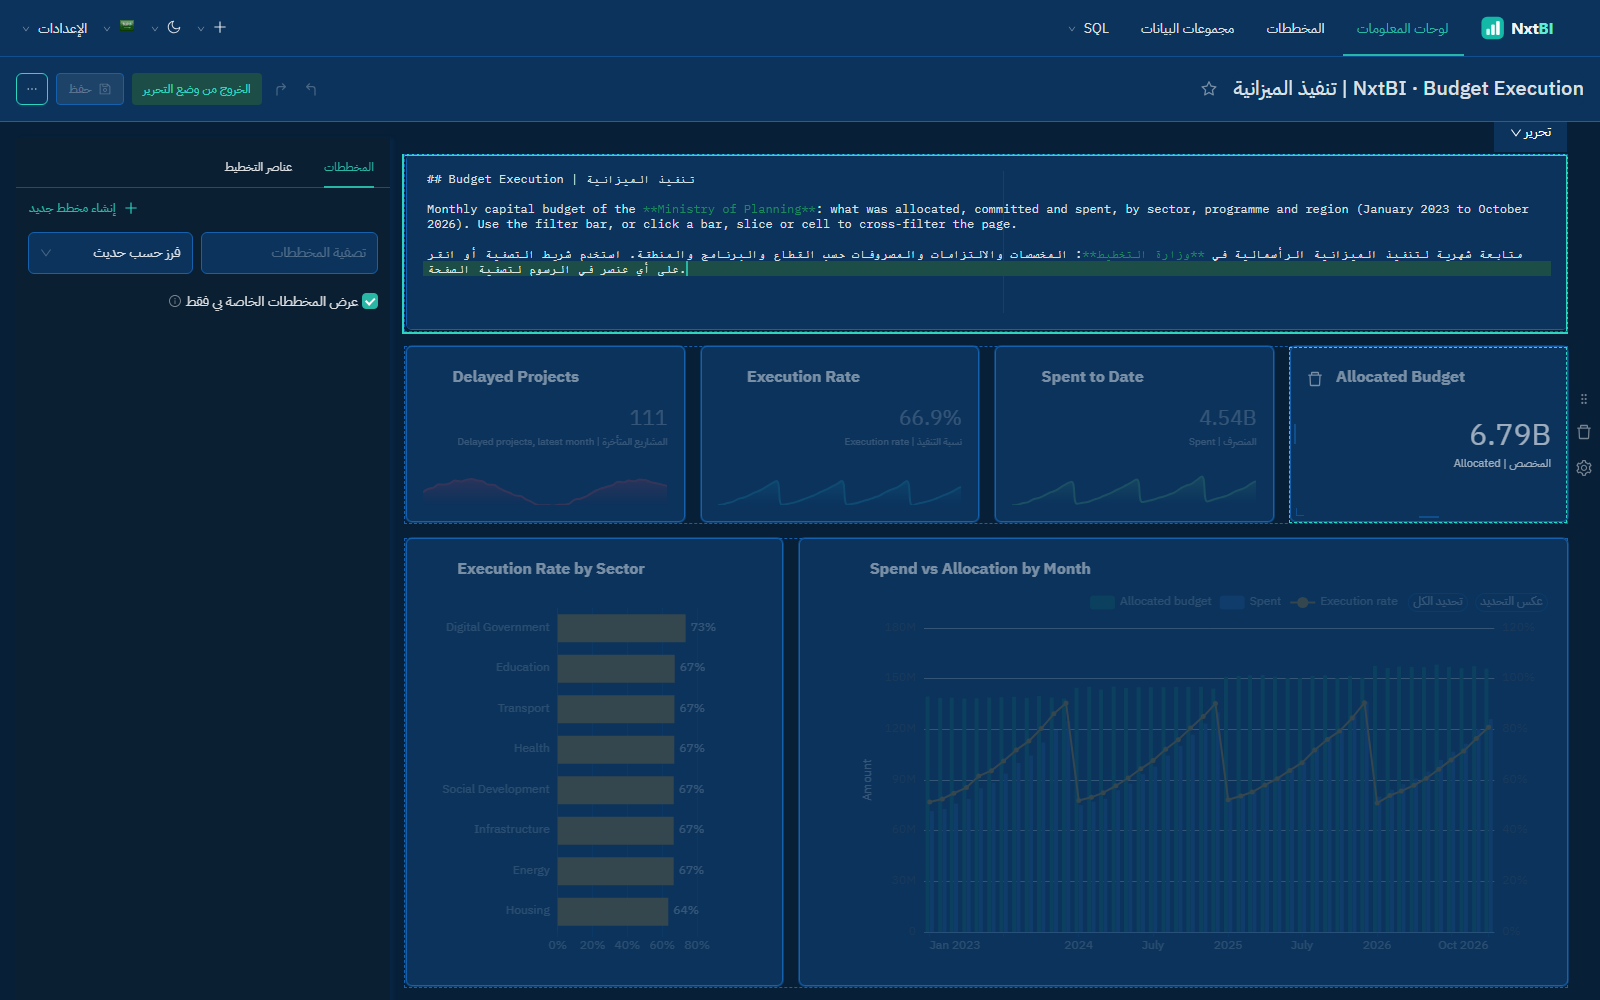 NxtBI
لوحات المعلومات
المخططات
مجموعات البيانات
SQL
الإعدادات
NxtBI · Budget Execution | تنفيذ الميزانية
الخروج من وضع التحرير
حفظ
تحرير
المخططات
عناصر التخطيط
إنشاء مخطط جديد
تصفية المخططات
فرز حسب حديث
عرض المخططات الخاصة بي فقط
## Budget Execution | تنفيذ الميزانية
Monthly capital budget of the **Ministry of Planning**: what was allocated, committed and spent, by sector, programme and region (January 2023 to October
2026). Use the filter bar, or click a bar, slice or cell to cross-filter the page.
متابعة شهرية لتنفيذ الميزانية الرأسمالية في **وزارة التخطيط**: المخصصات والالتزامات والمصروفات حسب القطاع والبرنامج والمنطقة. استخدم شريط التصفية أو انقر
على أي عنصر في الرسوم لتصفية الصفحة.
Delayed Projects
111
Delayed projects, latest month | المشاريع المتأخرة
Execution Rate
66.9%
Execution rate | نسبة التنفيذ
Spent to Date
4.54B
Spent | المنصرف
Allocated Budget
6.79B
Allocated | المخصص
Execution Rate by Sector
Digital Government 73%
Education 67%
Transport 67%
Health 67%
Social Development 67%
Infrastructure 67%
Energy 67%
Housing 64%
0% 20% 40% 60% 80%
Spend vs Allocation by Month
Allocated budget Spent Execution rate تحديد الكل عكس التحديد
Amount
Jan 2023 2024 July 2025 July 2026 Oct 2026